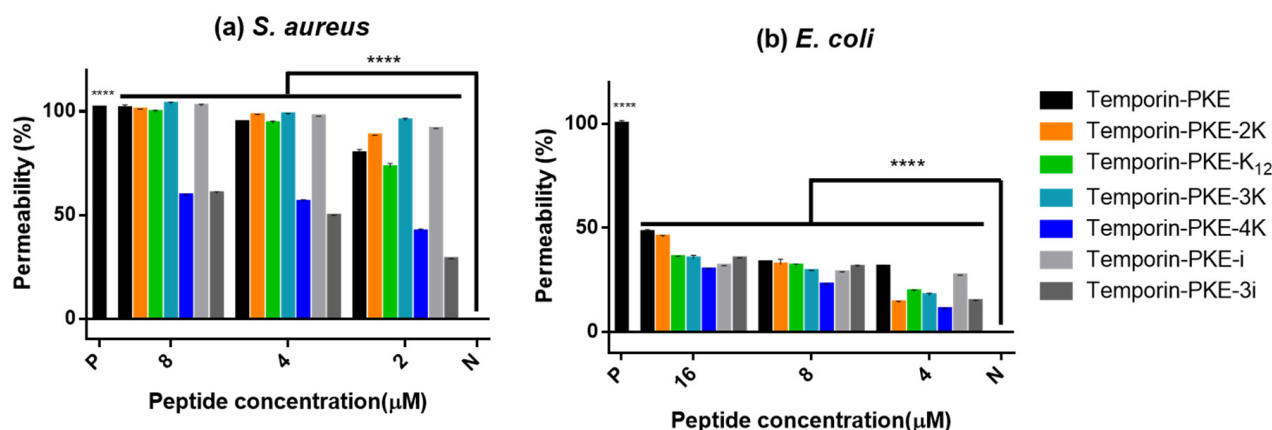 (a) S. aureus
****
****
100
50
0
Permeability (%)
P
8
4
2
N
Peptide concentration(μM)
(b) E. coli
****
****
100
50
0
Permeability (%)
P
16
8
4
N
Peptide concentration(μM)
Temporin-PKE
Temporin-PKE-2K
Temporin-PKE-K₁₂
Temporin-PKE-3K
Temporin-PKE-4K
Temporin-PKE-i
Temporin-PKE-3i